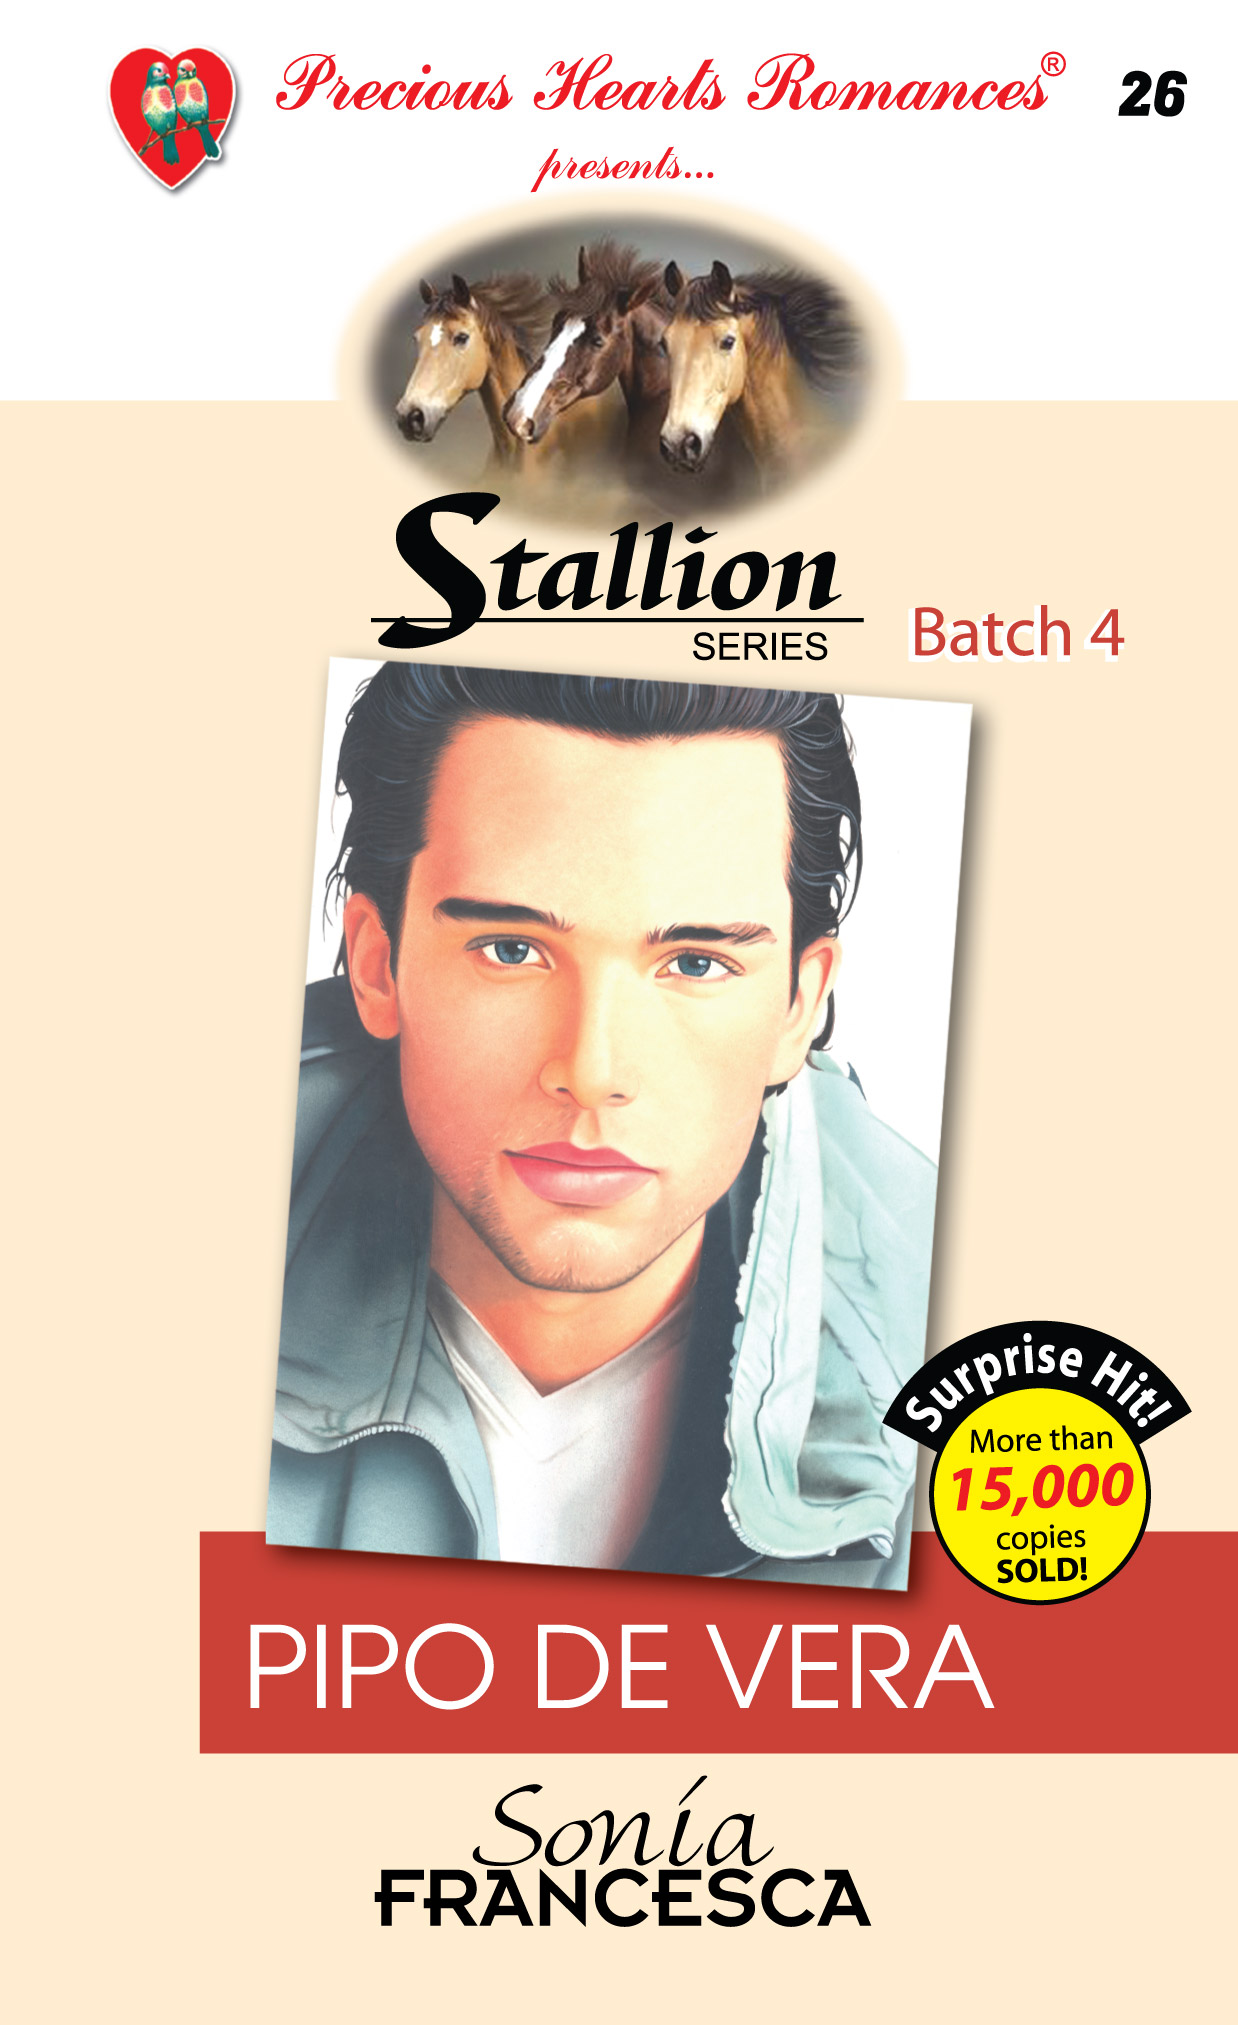 Precious Hearts Romances® 26
presents...
Stallion
SERIES
Batch 4
Surprise Hit!
More than
15,000
copies
SOLD!
PIPO DE VERA
Sonia
FRANCESCA